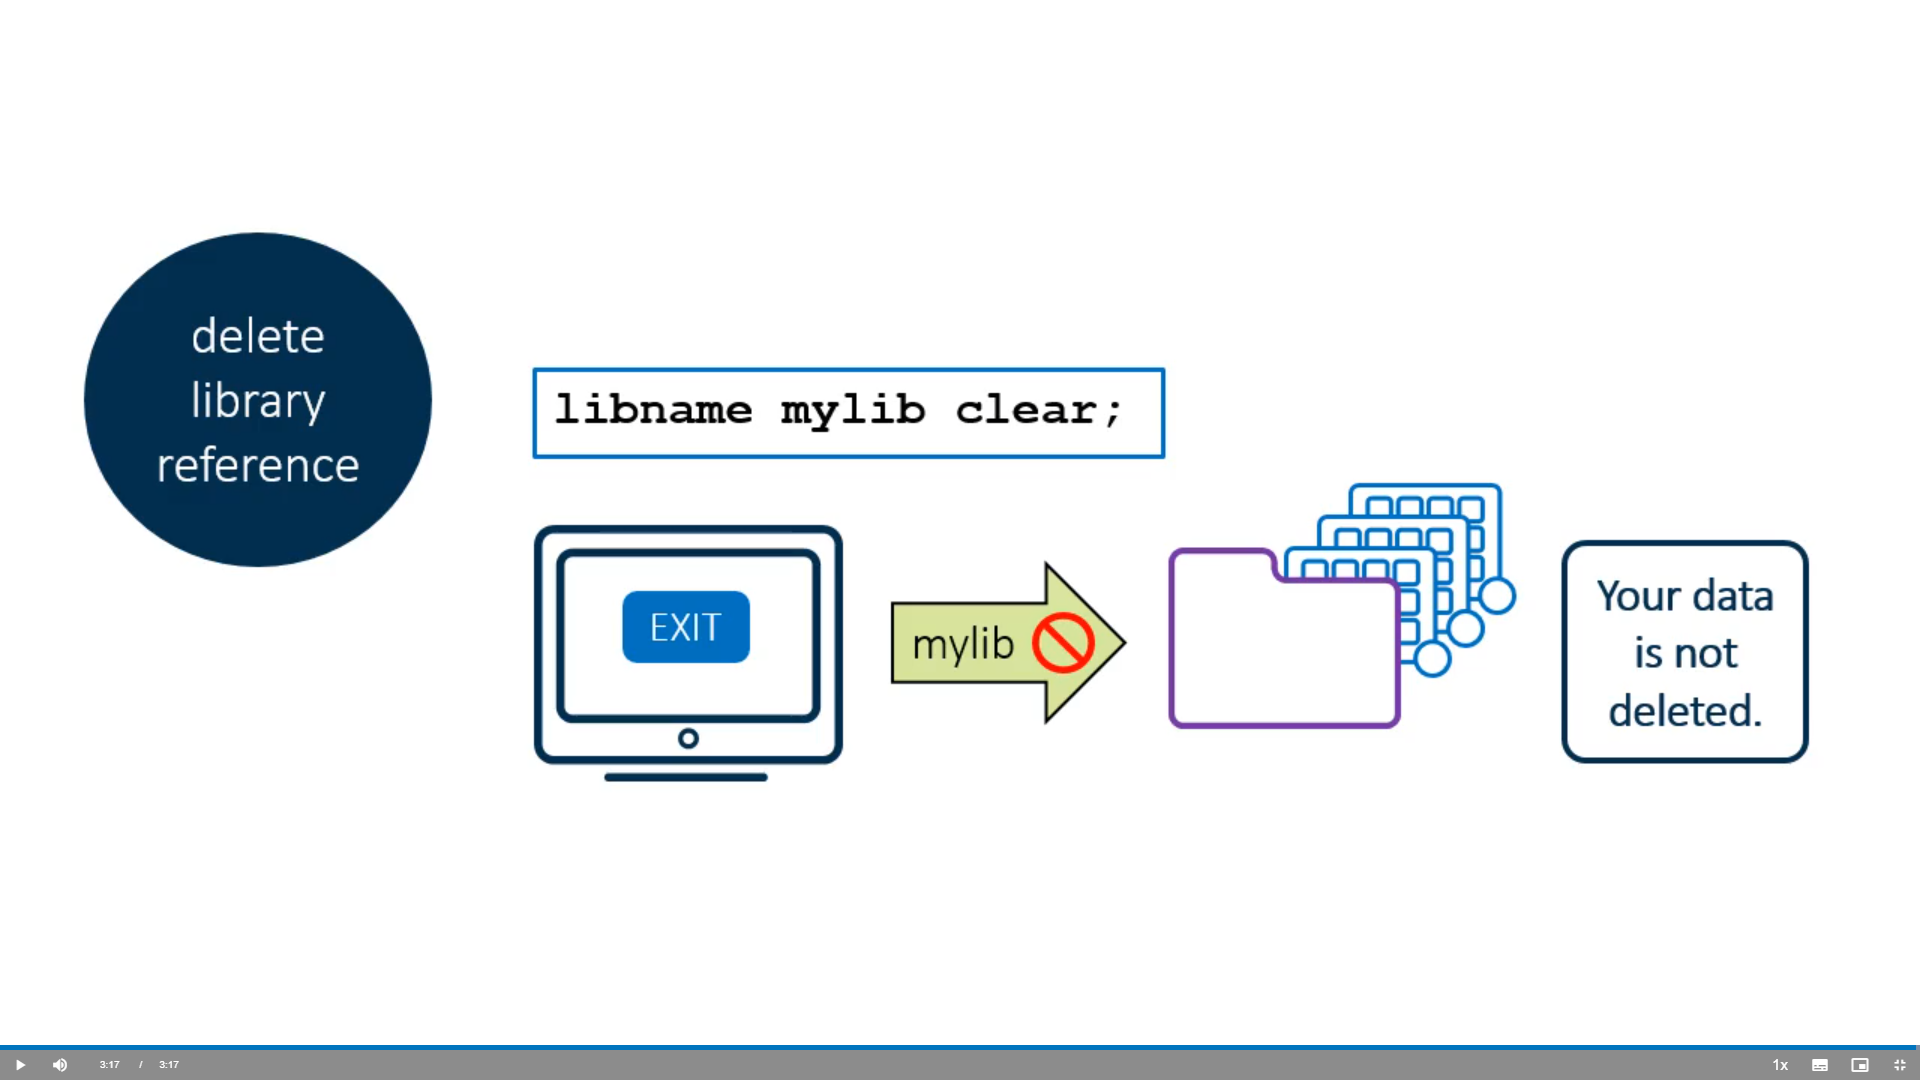 delete
library
reference
libname mylib clear;
EXIT
mylib
Your data
is not
deleted.
3:17 / 3:17
1x